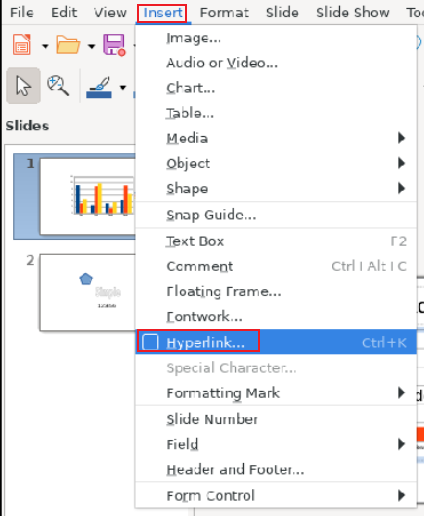 File Edit View Insert Format Slide Slide Show
Image...
Audio or Video...
Chart...
Table...
Slides
Media
1
Object
Shape
Snap Guide...
Text Box F2
2
Comment Ctrl+Alt+C
Floating Frame...
Simple
Fontwork...
Hyperlink... Ctrl+K
Special Character...
Formatting Mark
Slide Number
Field
Header and Footer...
Form Control